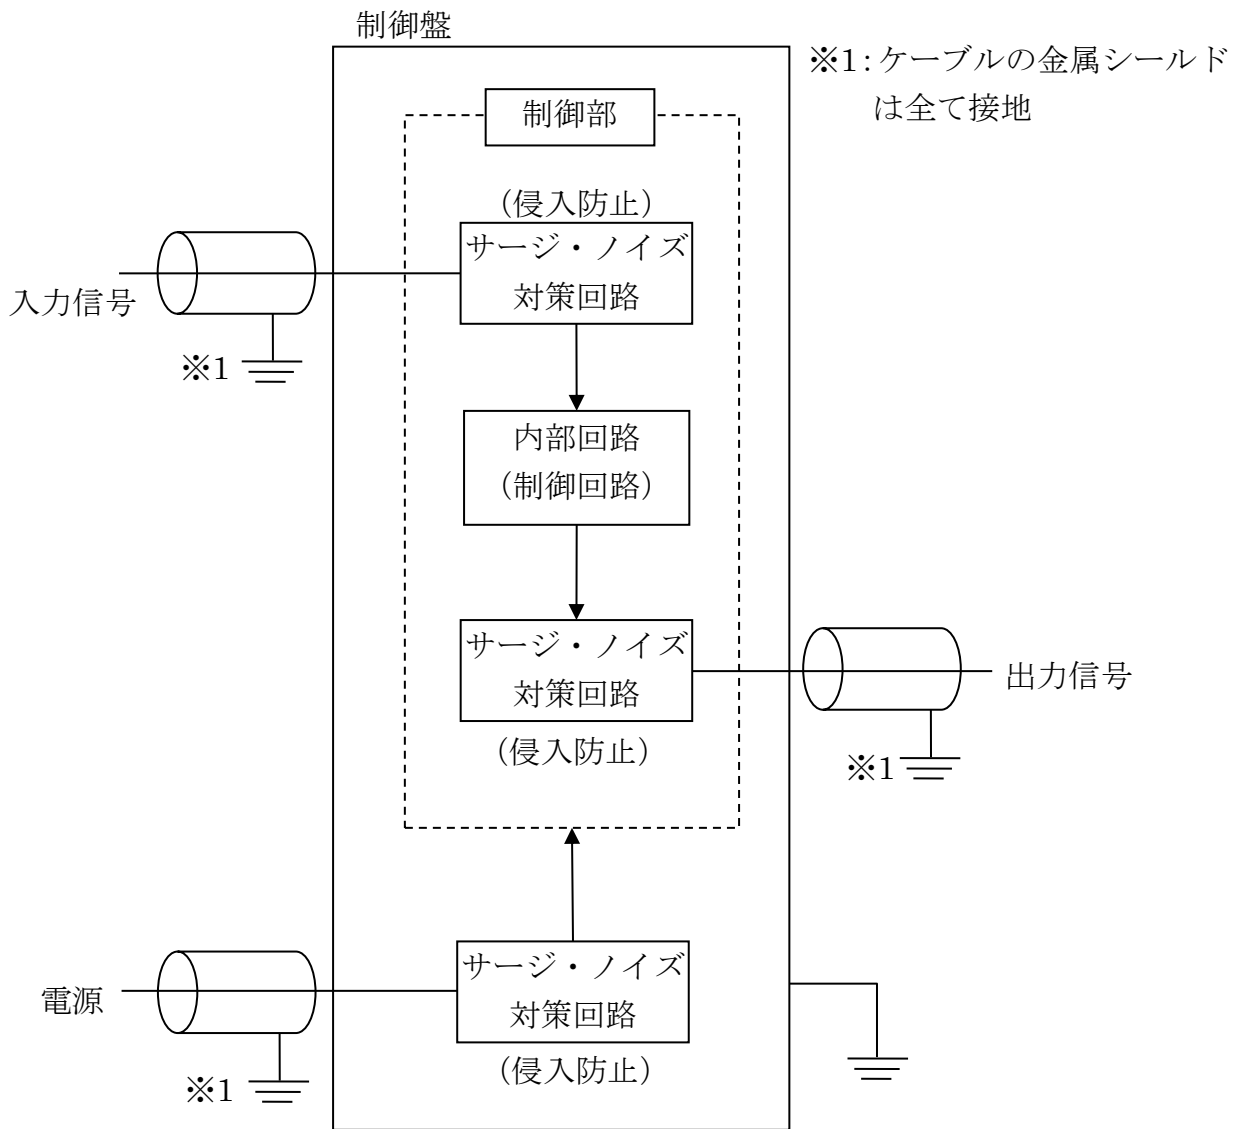 制御盤
※1：ケーブルの金属シールド
は全て接地
制御部
（侵入防止）
サージ・ノイズ
対策回路
入力信号
※1
内部回路
（制御回路）
サージ・ノイズ
対策回路
（侵入防止）
出力信号
※1
サージ・ノイズ
対策回路
（侵入防止）
電源
※1